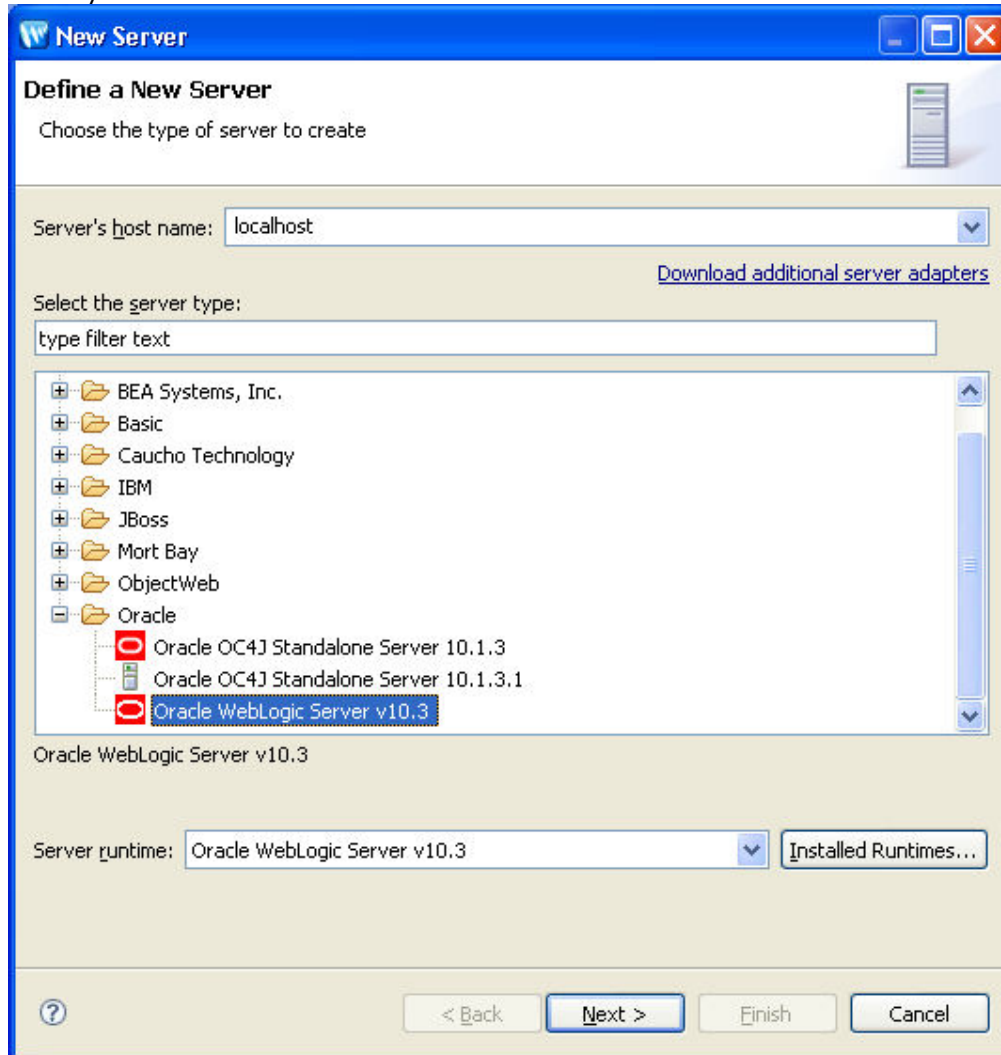 New Server
Define a New Server
Choose the type of server to create
Server's host name: localhost
Download additional server adapters
Select the server type:
type filter text
BEA Systems, Inc.
Basic
Caucho Technology
IBM
JBoss
Mort Bay
ObjectWeb
Oracle
Oracle OC4J Standalone Server 10.1.3
Oracle OC4J Standalone Server 10.1.3.1
Oracle WebLogic Server v10.3
Oracle WebLogic Server v10.3
Server runtime: Oracle WebLogic Server v10.3 Installed Runtimes...
? < Back Next > Finish Cancel